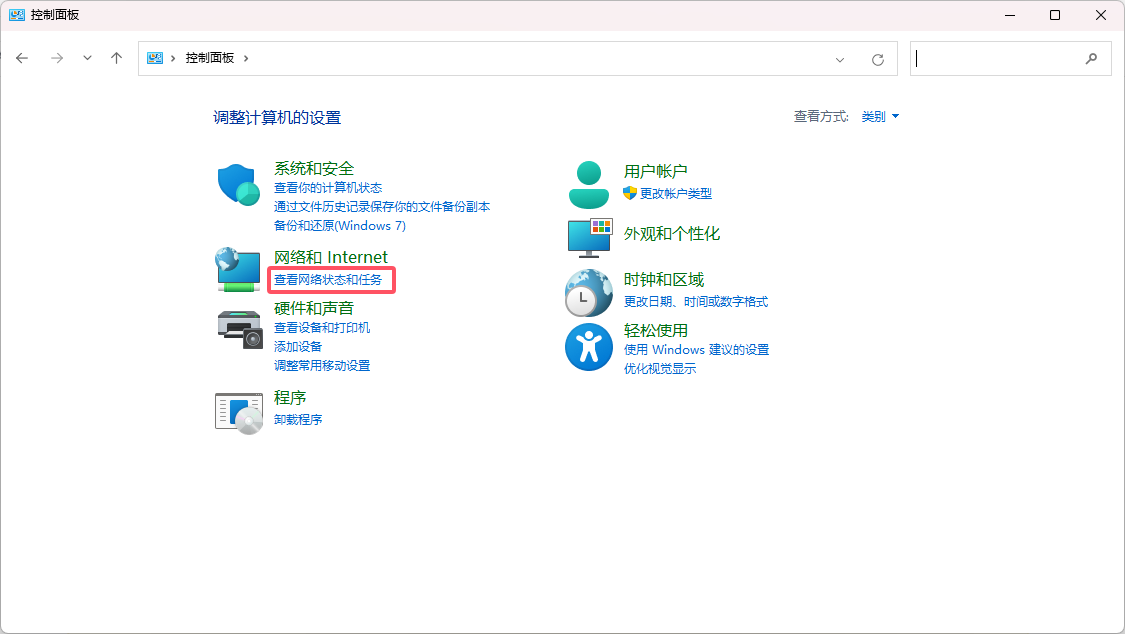 控制面板
控制面板
调整计算机的设置
查看方式: 类别
系统和安全
查看你的计算机状态
通过文件历史记录保存你的文件备份副本
备份和还原(Windows 7)
网络和 Internet
查看网络状态和任务
硬件和声音
查看设备和打印机
添加设备
调整常用移动设置
程序
卸载程序
用户帐户
更改帐户类型
外观和个性化
时钟和区域
更改日期、时间或数字格式
轻松使用
使用 Windows 建议的设置
优化视觉显示